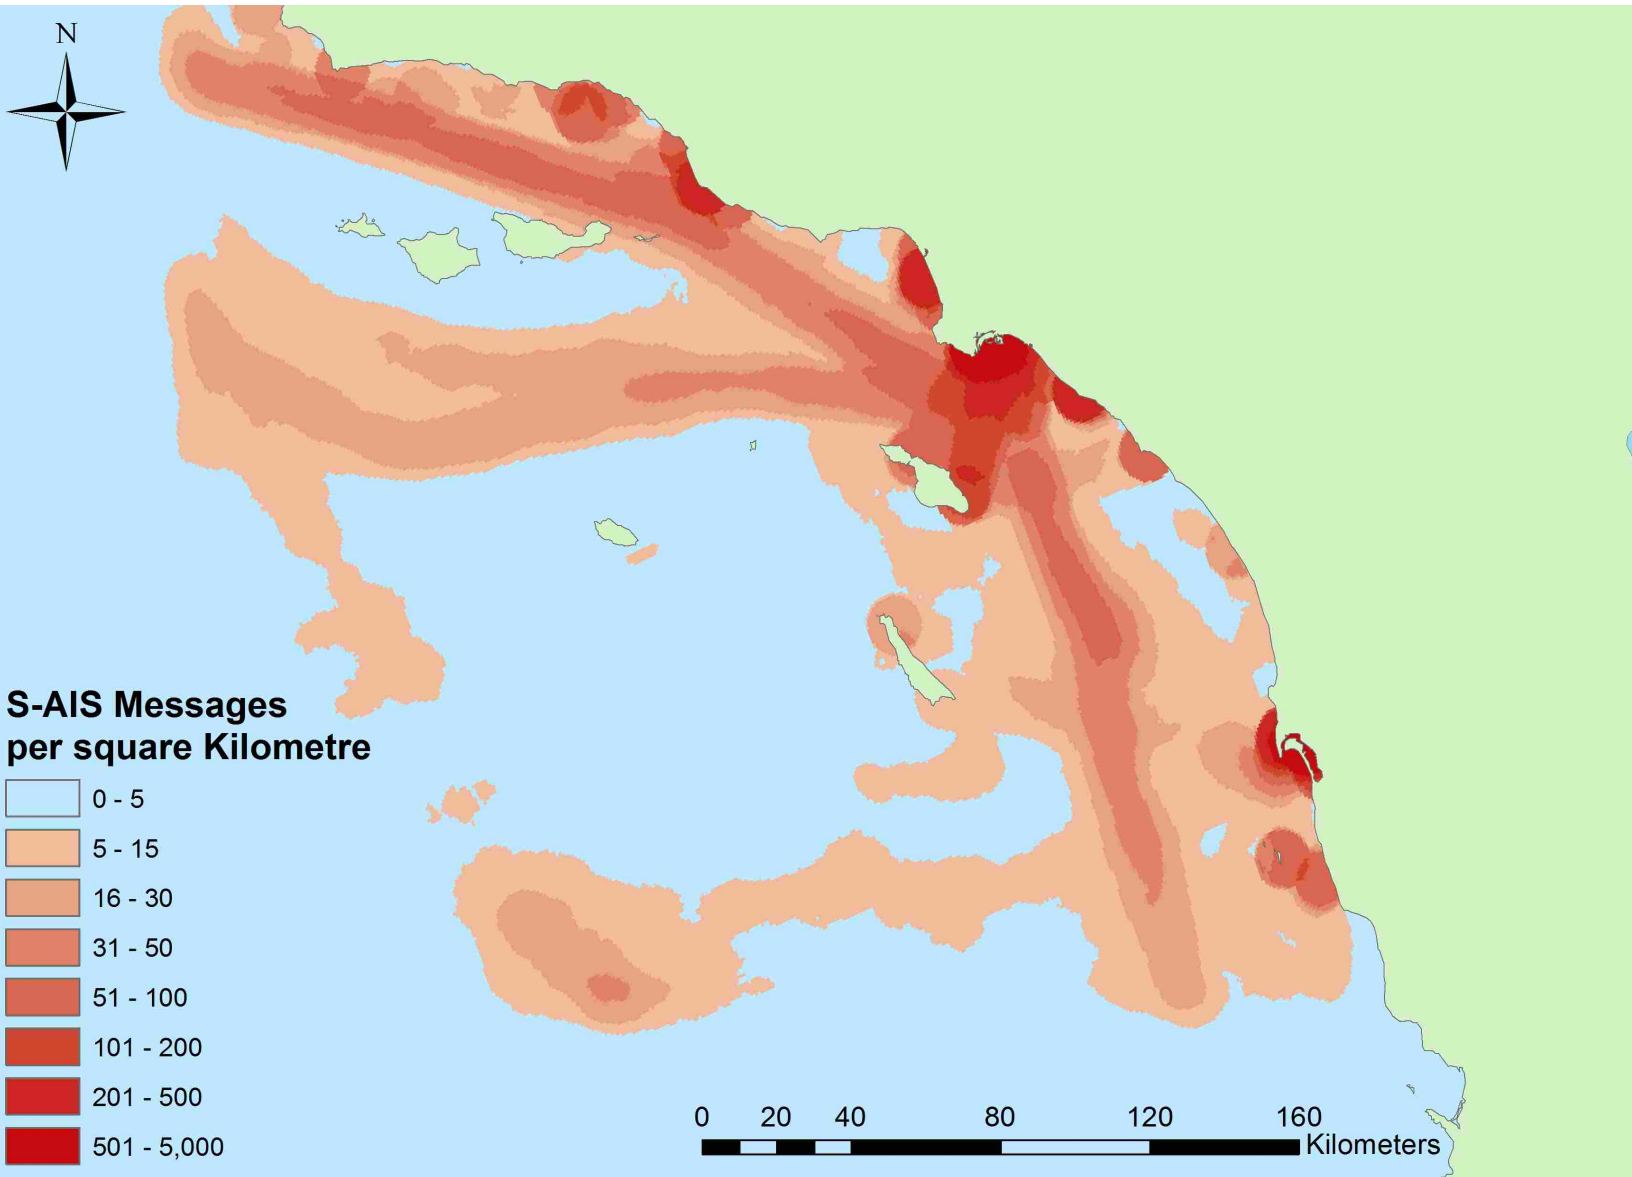 N
S-AIS Messages
per square Kilometre
0 - 5
5 - 15
16 - 30
31 - 50
51 - 100
101 - 200
201 - 500
501 - 5,000
0 20 40 80 120 160
Kilometers